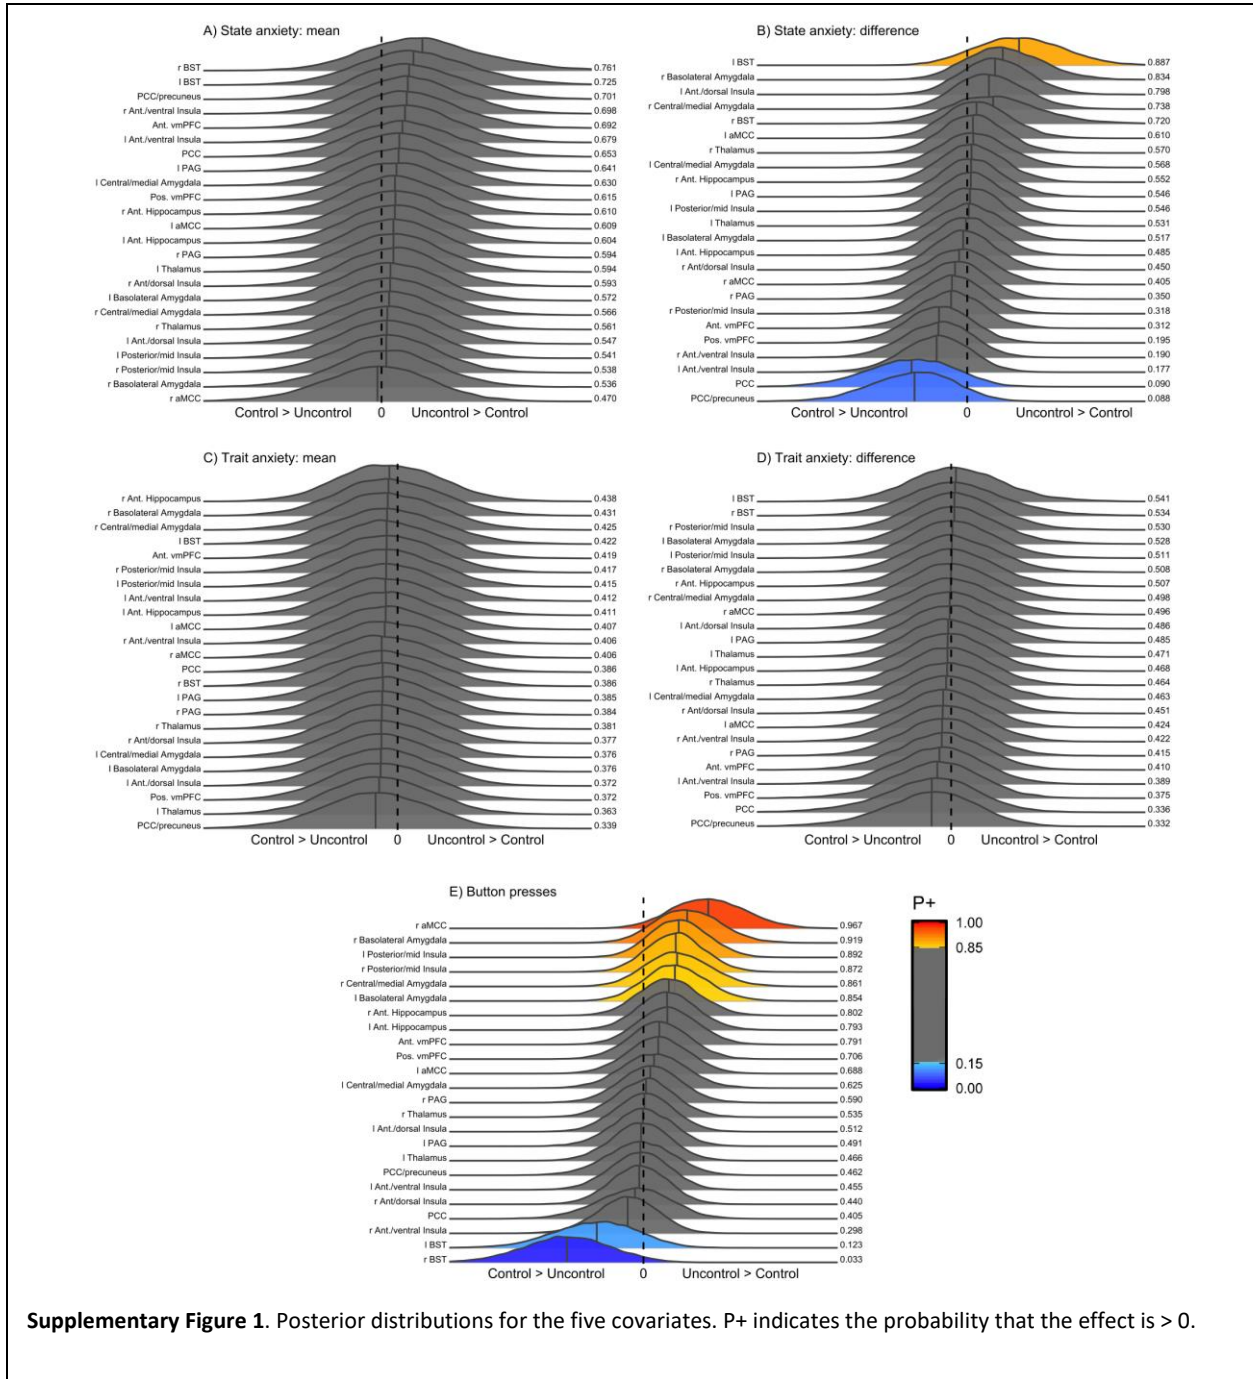 A) State anxiety: mean
r BST 0.761
l BST 0.725
PCC/precuneus 0.701
r Ant./ventral Insula 0.698
Ant. vmPFC 0.692
l Ant./ventral Insula 0.679
PCC 0.653
l PAG 0.641
l Central/medial Amygdala 0.630
Pos. vmPFC 0.615
r Ant. Hippocampus 0.610
l aMCC 0.609
l Ant. Hippocampus 0.604
r PAG 0.594
l Thalamus 0.594
r Ant/dorsal Insula 0.593
l Basolateral Amygdala 0.572
r Central/medial Amygdala 0.566
r Thalamus 0.561
l Ant./dorsal Insula 0.547
l Posterior/mid Insula 0.541
r Posterior/mid Insula 0.538
r Basolateral Amygdala 0.536
r aMCC 0.470
Control > Uncontrol 0 Uncontrol > Control
B) State anxiety: difference
l BST 0.887
r Basolateral Amygdala 0.834
l Ant./dorsal Insula 0.798
r Central/medial Amygdala 0.738
r BST 0.720
l aMCC 0.610
r Thalamus 0.570
l Central/medial Amygdala 0.568
r Ant. Hippocampus 0.552
l PAG 0.546
l Posterior/mid Insula 0.546
l Thalamus 0.531
l Basolateral Amygdala 0.517
l Ant. Hippocampus 0.485
r Ant/dorsal Insula 0.450
r aMCC 0.405
r PAG 0.350
r Posterior/mid Insula 0.318
Ant. vmPFC 0.312
Pos. vmPFC 0.195
r Ant./ventral Insula 0.190
l Ant./ventral Insula 0.177
PCC 0.090
PCC/precuneus 0.088
Control > Uncontrol 0 Uncontrol > Control
C) Trait anxiety: mean
r Ant. Hippocampus 0.438
r Basolateral Amygdala 0.431
r Central/medial Amygdala 0.425
l BST 0.422
Ant. vmPFC 0.419
r Posterior/mid Insula 0.417
l Posterior/mid Insula 0.415
l Ant./ventral Insula 0.412
l Ant. Hippocampus 0.411
l aMCC 0.407
r Ant./ventral Insula 0.406
r aMCC 0.406
PCC 0.386
r BST 0.386
l PAG 0.385
r PAG 0.384
r Thalamus 0.381
r Ant/dorsal Insula 0.377
l Central/medial Amygdala 0.376
l Basolateral Amygdala 0.376
l Ant./dorsal Insula 0.372
Pos. vmPFC 0.372
l Thalamus 0.363
PCC/precuneus 0.339
Control > Uncontrol 0 Uncontrol > Control
D) Trait anxiety: difference
l BST 0.541
r BST 0.534
r Posterior/mid Insula 0.530
l Basolateral Amygdala 0.528
l Posterior/mid Insula 0.511
r Basolateral Amygdala 0.508
r Ant. Hippocampus 0.507
r Central/medial Amygdala 0.498
r aMCC 0.496
l Ant./dorsal Insula 0.486
l PAG 0.485
l Thalamus 0.471
l Ant. Hippocampus 0.468
r Thalamus 0.464
l Central/medial Amygdala 0.463
r Ant/dorsal Insula 0.451
l aMCC 0.424
r Ant./ventral Insula 0.422
r PAG 0.415
Ant. vmPFC 0.410
l Ant./ventral Insula 0.389
Pos. vmPFC 0.375
PCC 0.336
PCC/precuneus 0.332
Control > Uncontrol 0 Uncontrol > Control
E) Button presses
r aMCC 0.967
r Basolateral Amygdala 0.919
l Posterior/mid Insula 0.892
r Posterior/mid Insula 0.872
r Central/medial Amygdala 0.861
l Basolateral Amygdala 0.854
r Ant. Hippocampus 0.802
l Ant. Hippocampus 0.793
Ant. vmPFC 0.791
Pos. vmPFC 0.706
l aMCC 0.688
l Central/medial Amygdala 0.625
r PAG 0.590
r Thalamus 0.535
l Ant./dorsal Insula 0.512
l PAG 0.491
l Thalamus 0.466
PCC/precuneus 0.462
l Ant./ventral Insula 0.455
r Ant/dorsal Insula 0.440
PCC 0.405
r Ant./ventral Insula 0.298
l BST 0.123
r BST 0.033
Control > Uncontrol 0 Uncontrol > Control
P+
1.00
0.85
0.15
0.00
Supplementary Figure 1. Posterior distributions for the five covariates. P+ indicates the probability that the effect is > 0.